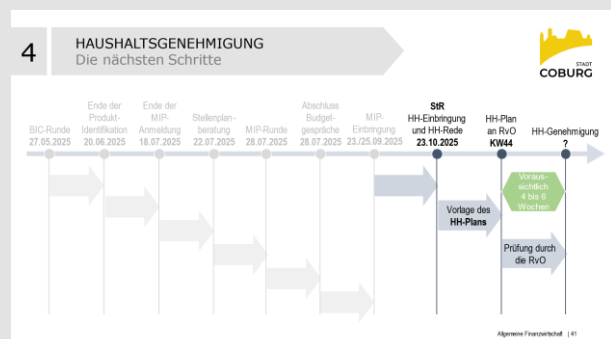 4
HAUSHALTSGENEHMIGUNG
Die nächsten Schritte
STADT
COBURG
BIC-Runde
27.05.2025
Ende der
Produkt-
Identifikation
20.06.2025
Ende der
MIP-
Anmeldung
18.07.2025
Stellenplan-
beratung
22.07.2025
MIP-Runde
28.07.2025
Abschluss
Budget-
gespräche
28.07.2025
MIP-
Einbringung
23./25.09.2025
StR
HH-Einbringung
und HH-Rede
23.10.2025
HH-Plan
an RvO
KW44
HH-Genehmigung
?
Voraus-
sichtlich
4 bis 6
Wochen
Vorlage des
HH-Plans
Prüfung durch
die RvO
Allgemeine Finanzwirtschaft | 41